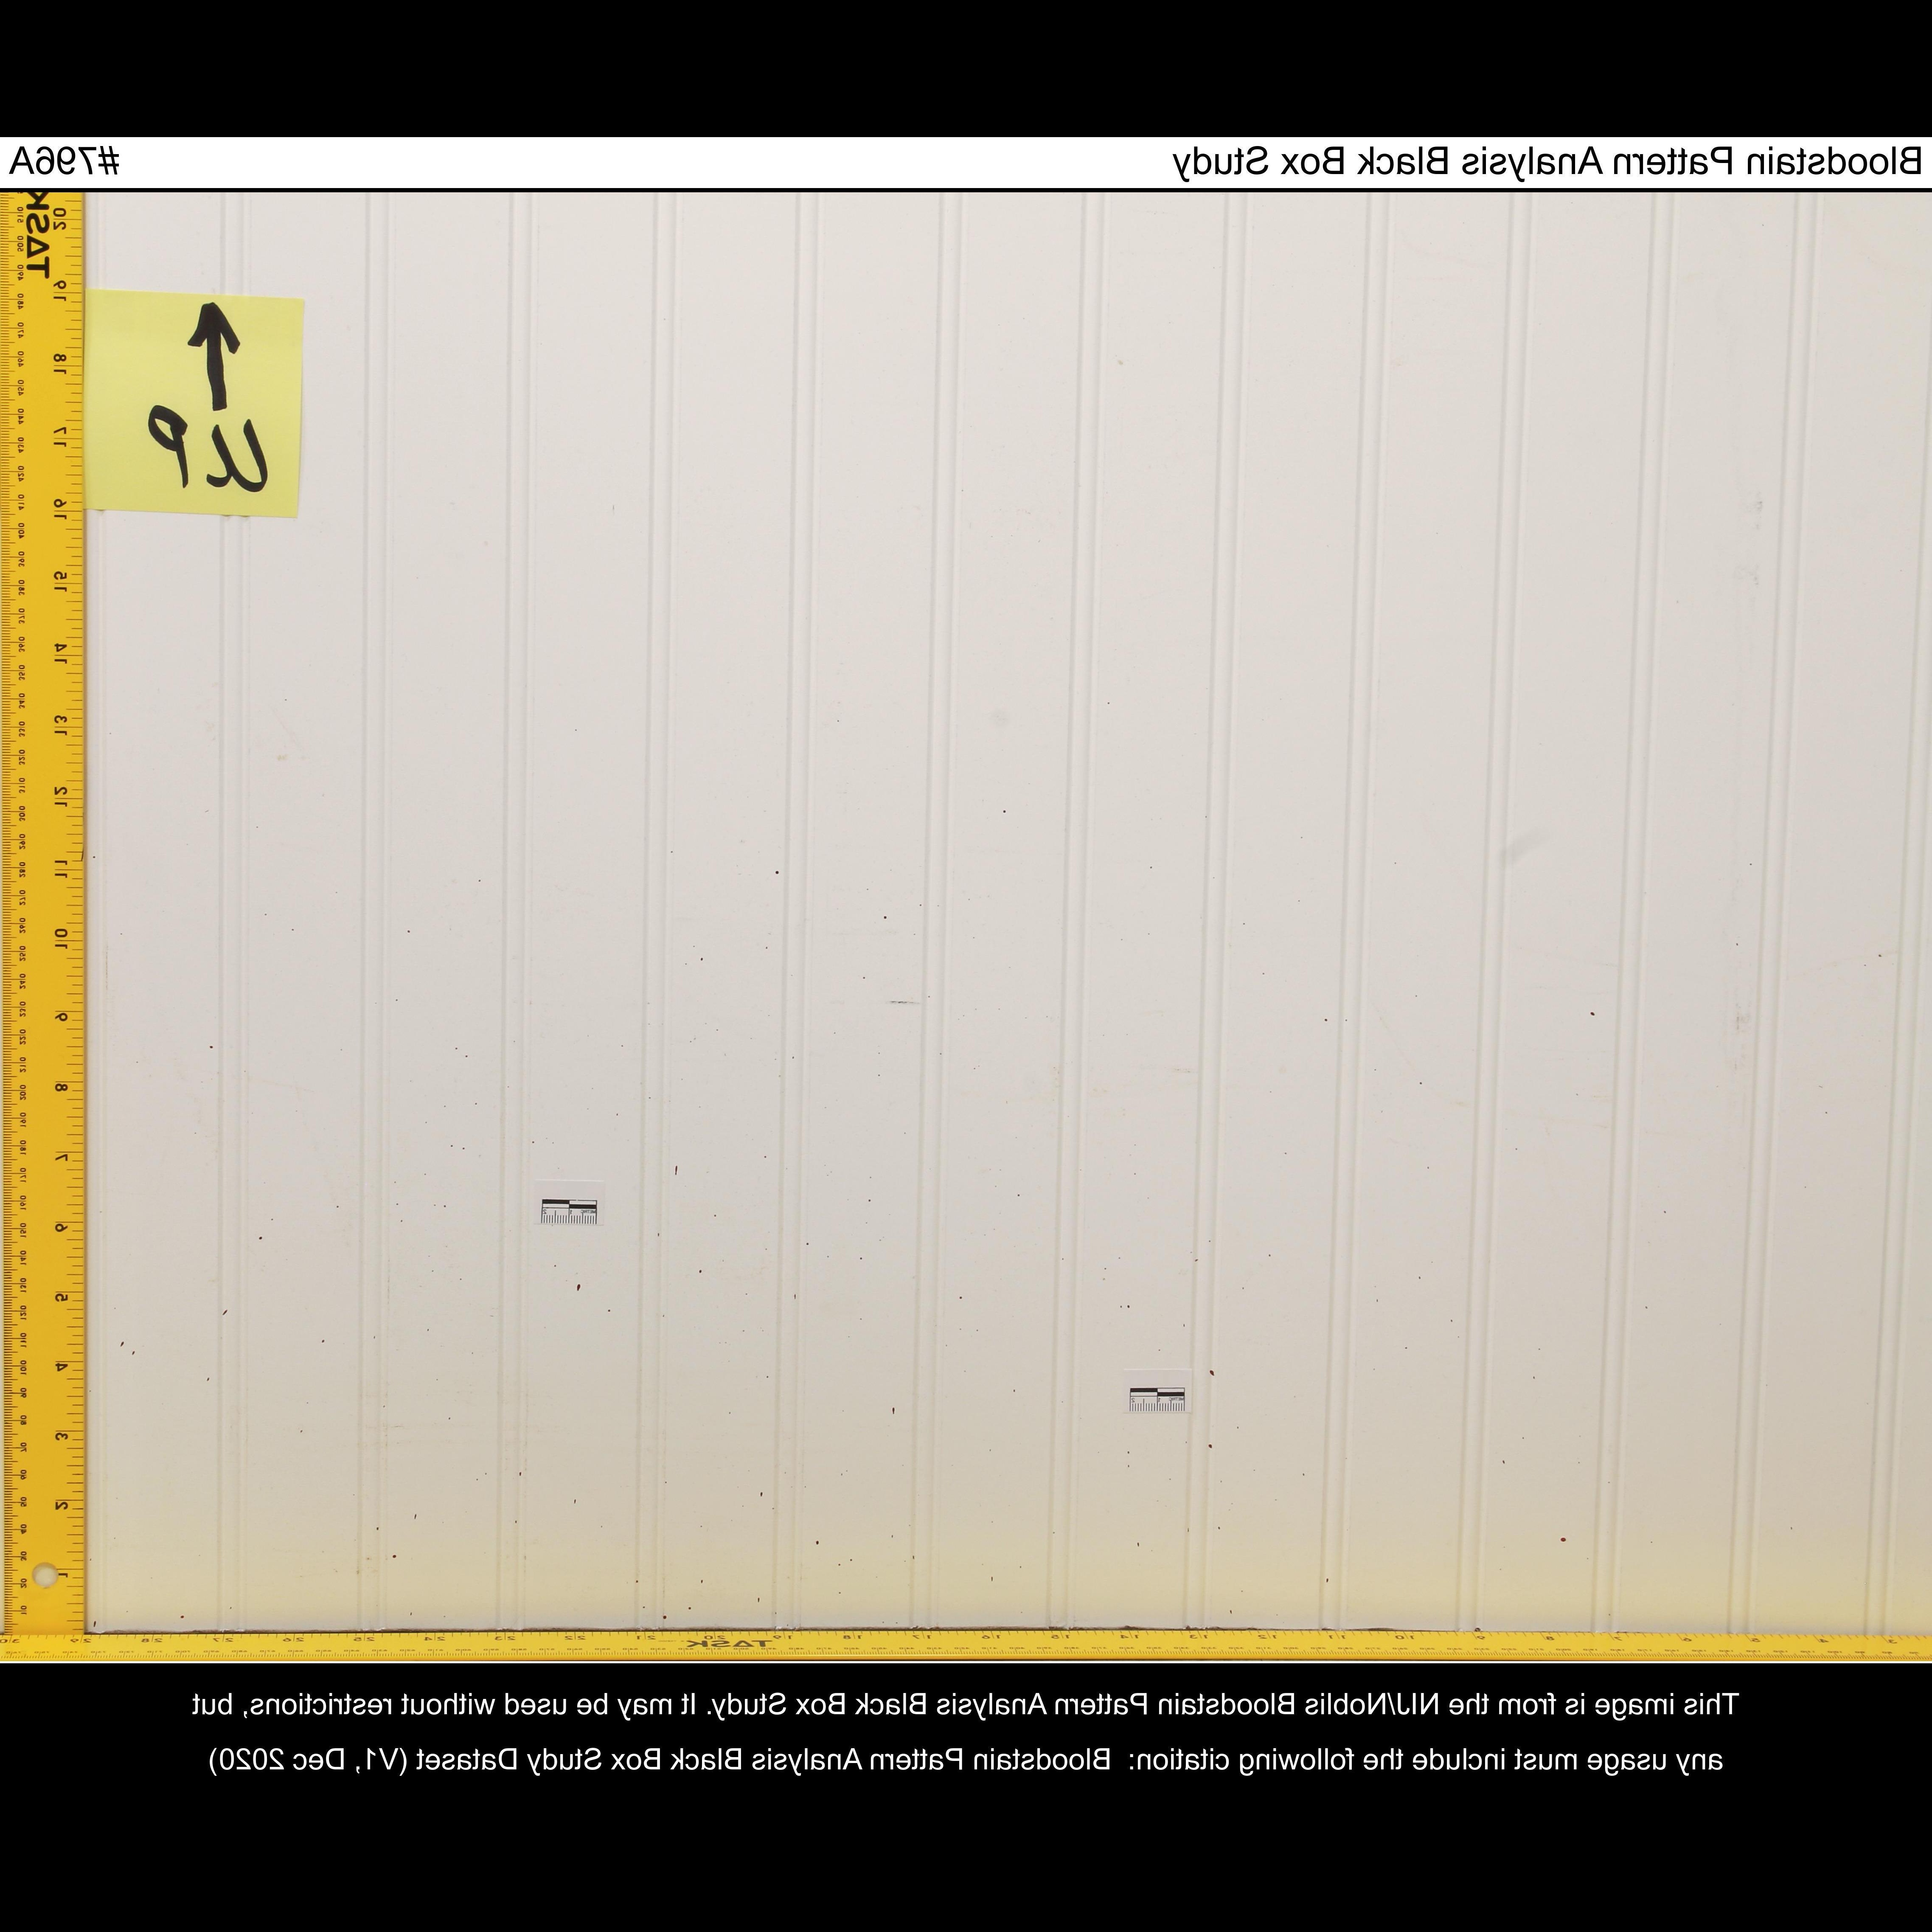 Bloodstain Pattern Analysis Black Box Study #796A
TASK
UP
TASK
This image is from the NIJ/Noblis Bloodstain Pattern Analysis Black Box Study. It may be used without restrictions, but
any usage must include the following citation: Bloodstain Pattern Analysis Black Box Study Dataset (V1, Dec 2020)